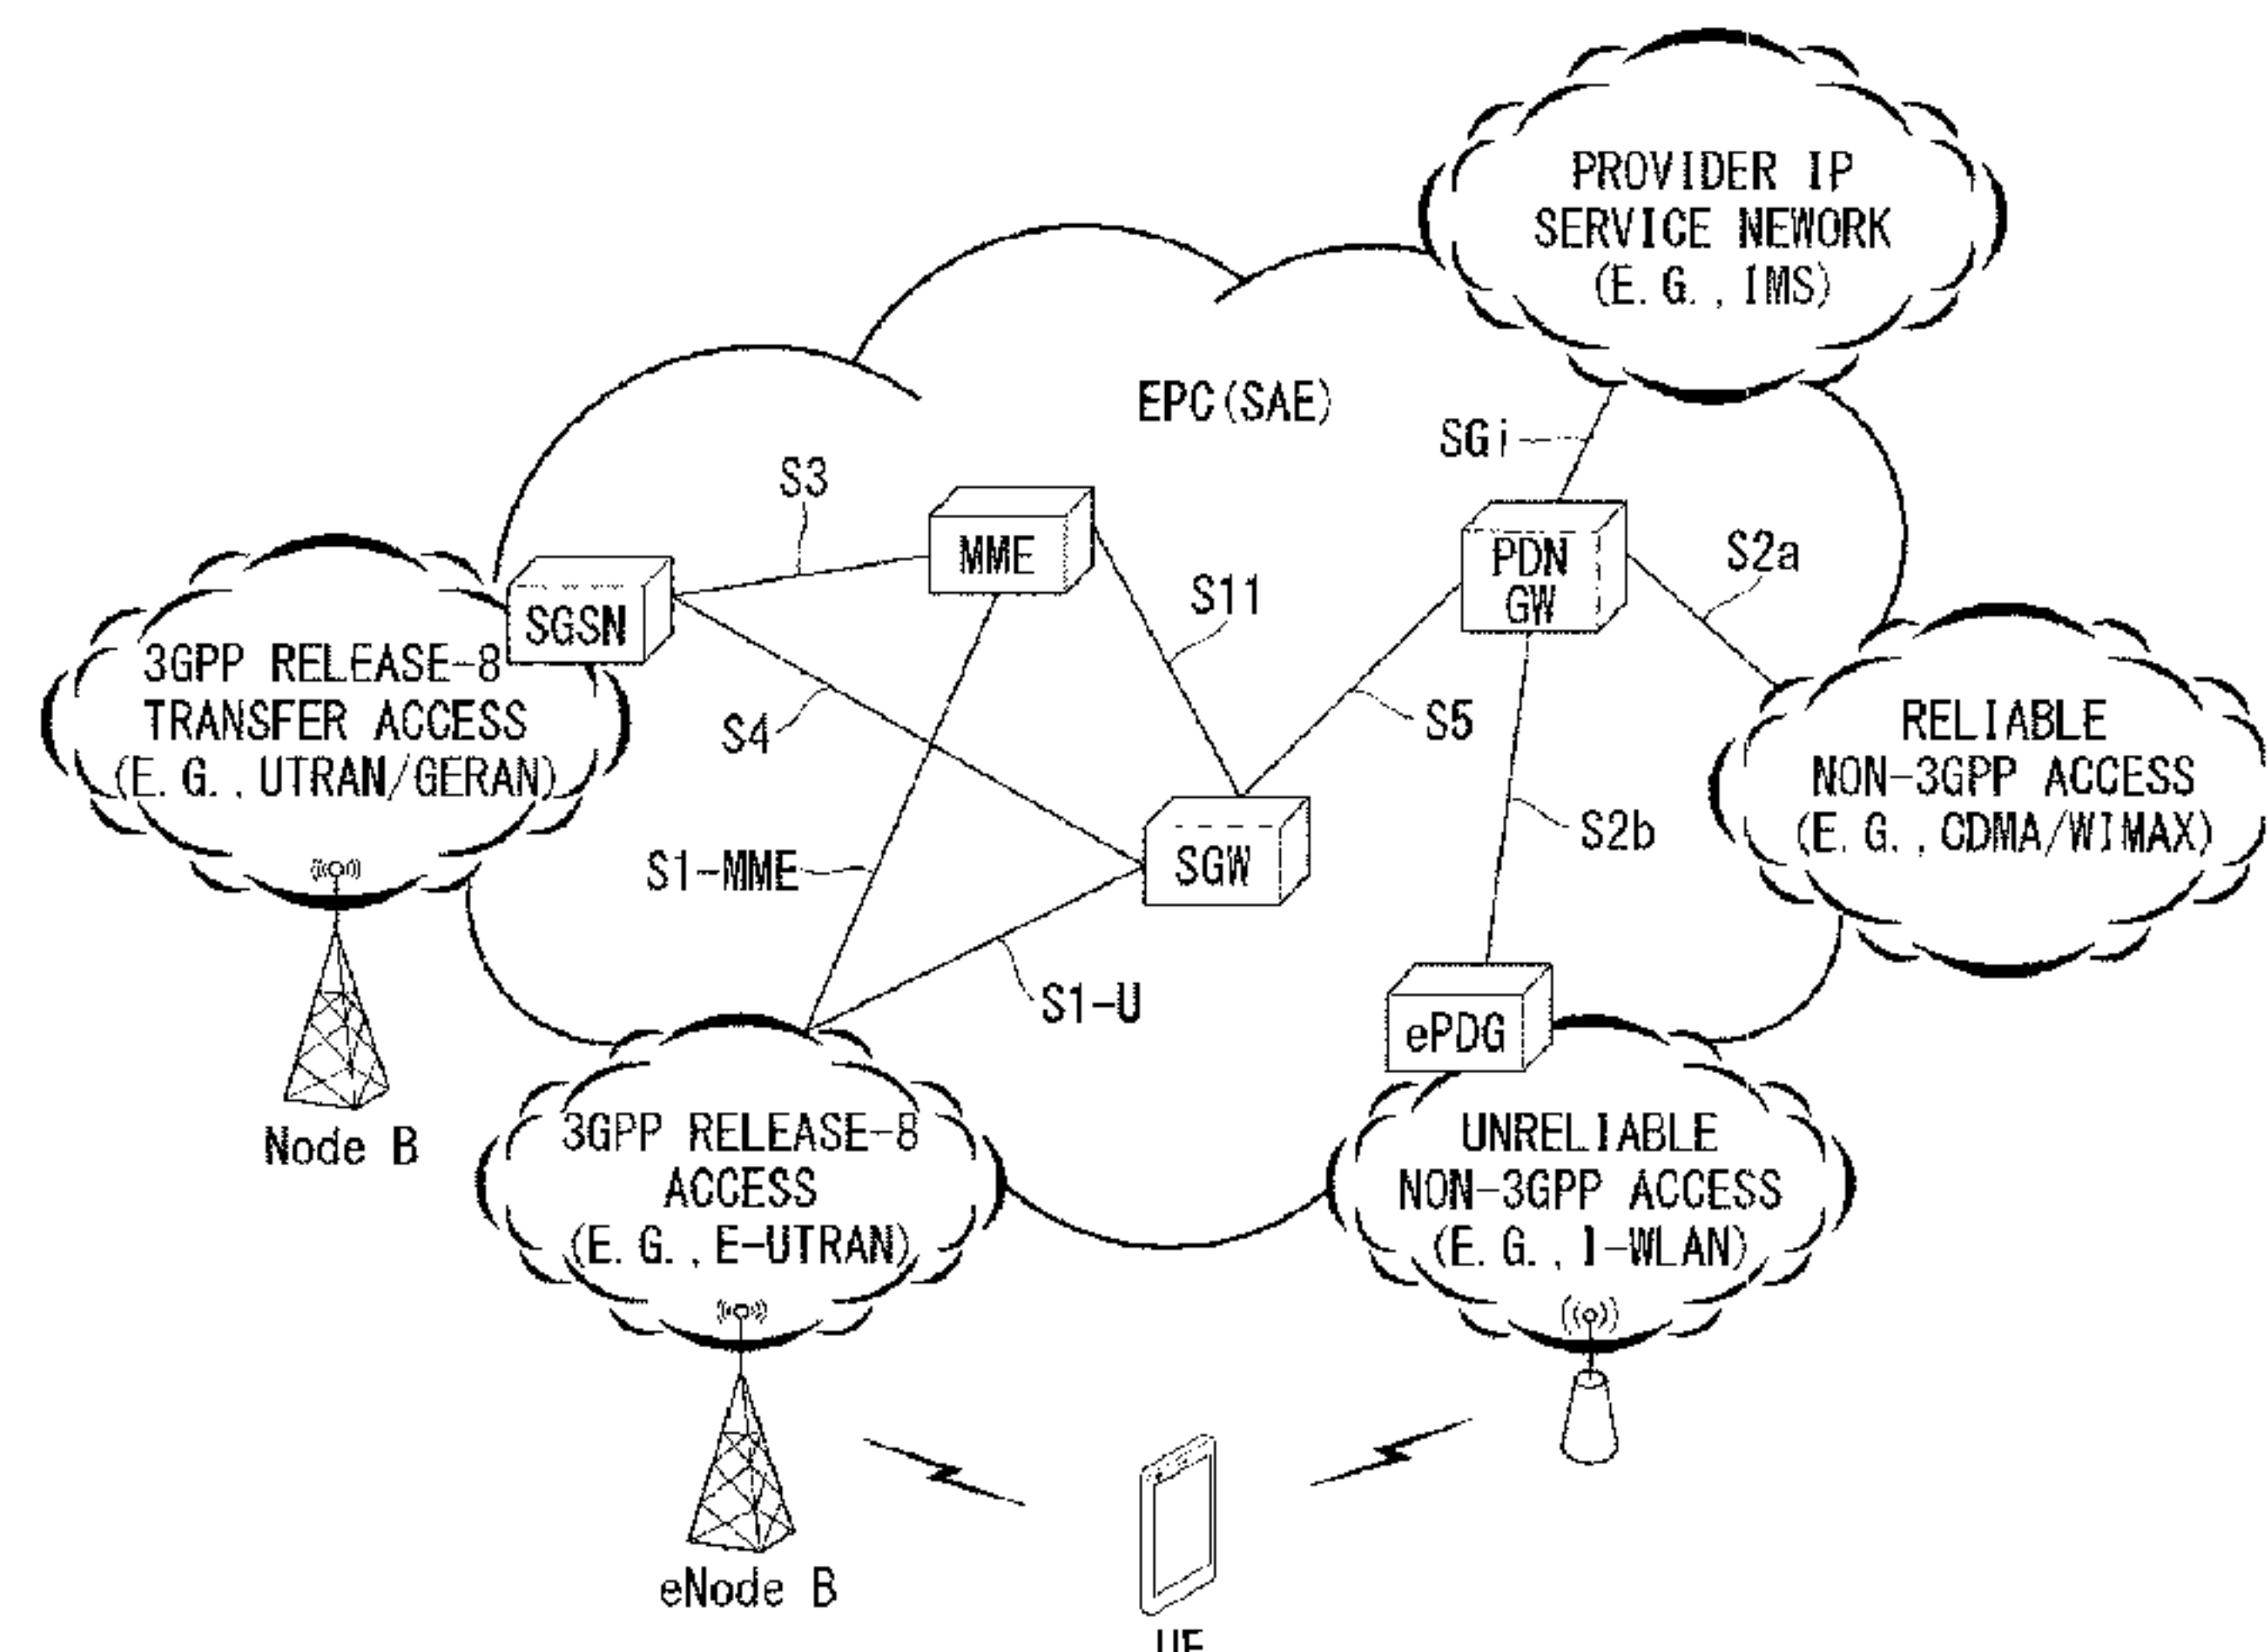 PROVIDER IP
SERVICE NEWORK
(E.G.,IMS)
EPC(SAE)
SGi
S3
MME
PDN
GW
S2a
S11
SGSN
3GPP RELEASE-8
TRANSFER ACCESS
(E.G.,UTRAN/GERAN)
S4
S5
RELIABLE
NON-3GPP ACCESS
(E.G.,CDMA/WIMAX)
S2b
S1-MME
SGW
S1-U
ePDG
Node B
3GPP RELEASE-8
ACCESS
(E.G.,E-UTRAN)
UNRELIABLE
NON-3GPP ACCESS
(E.G.,I-WLAN)
eNode B
UE